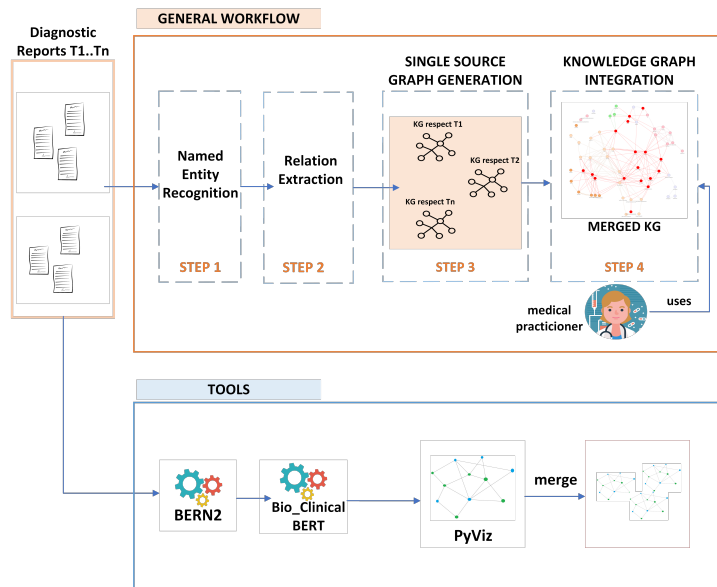 GENERAL WORKFLOW
Diagnostic
Reports T1..Tn
SINGLE SOURCE
GRAPH GENERATION
KNOWLEDGE GRAPH
INTEGRATION
Named
Entity
Recognition
STEP 1
Relation
Extraction
STEP 2
KG respect T1
KG respect T2
KG respect Tn
STEP 3
MERGED KG
STEP 4
medical
practicioner
uses
TOOLS
BERN2
Bio_Clinical
BERT
PyViz
merge